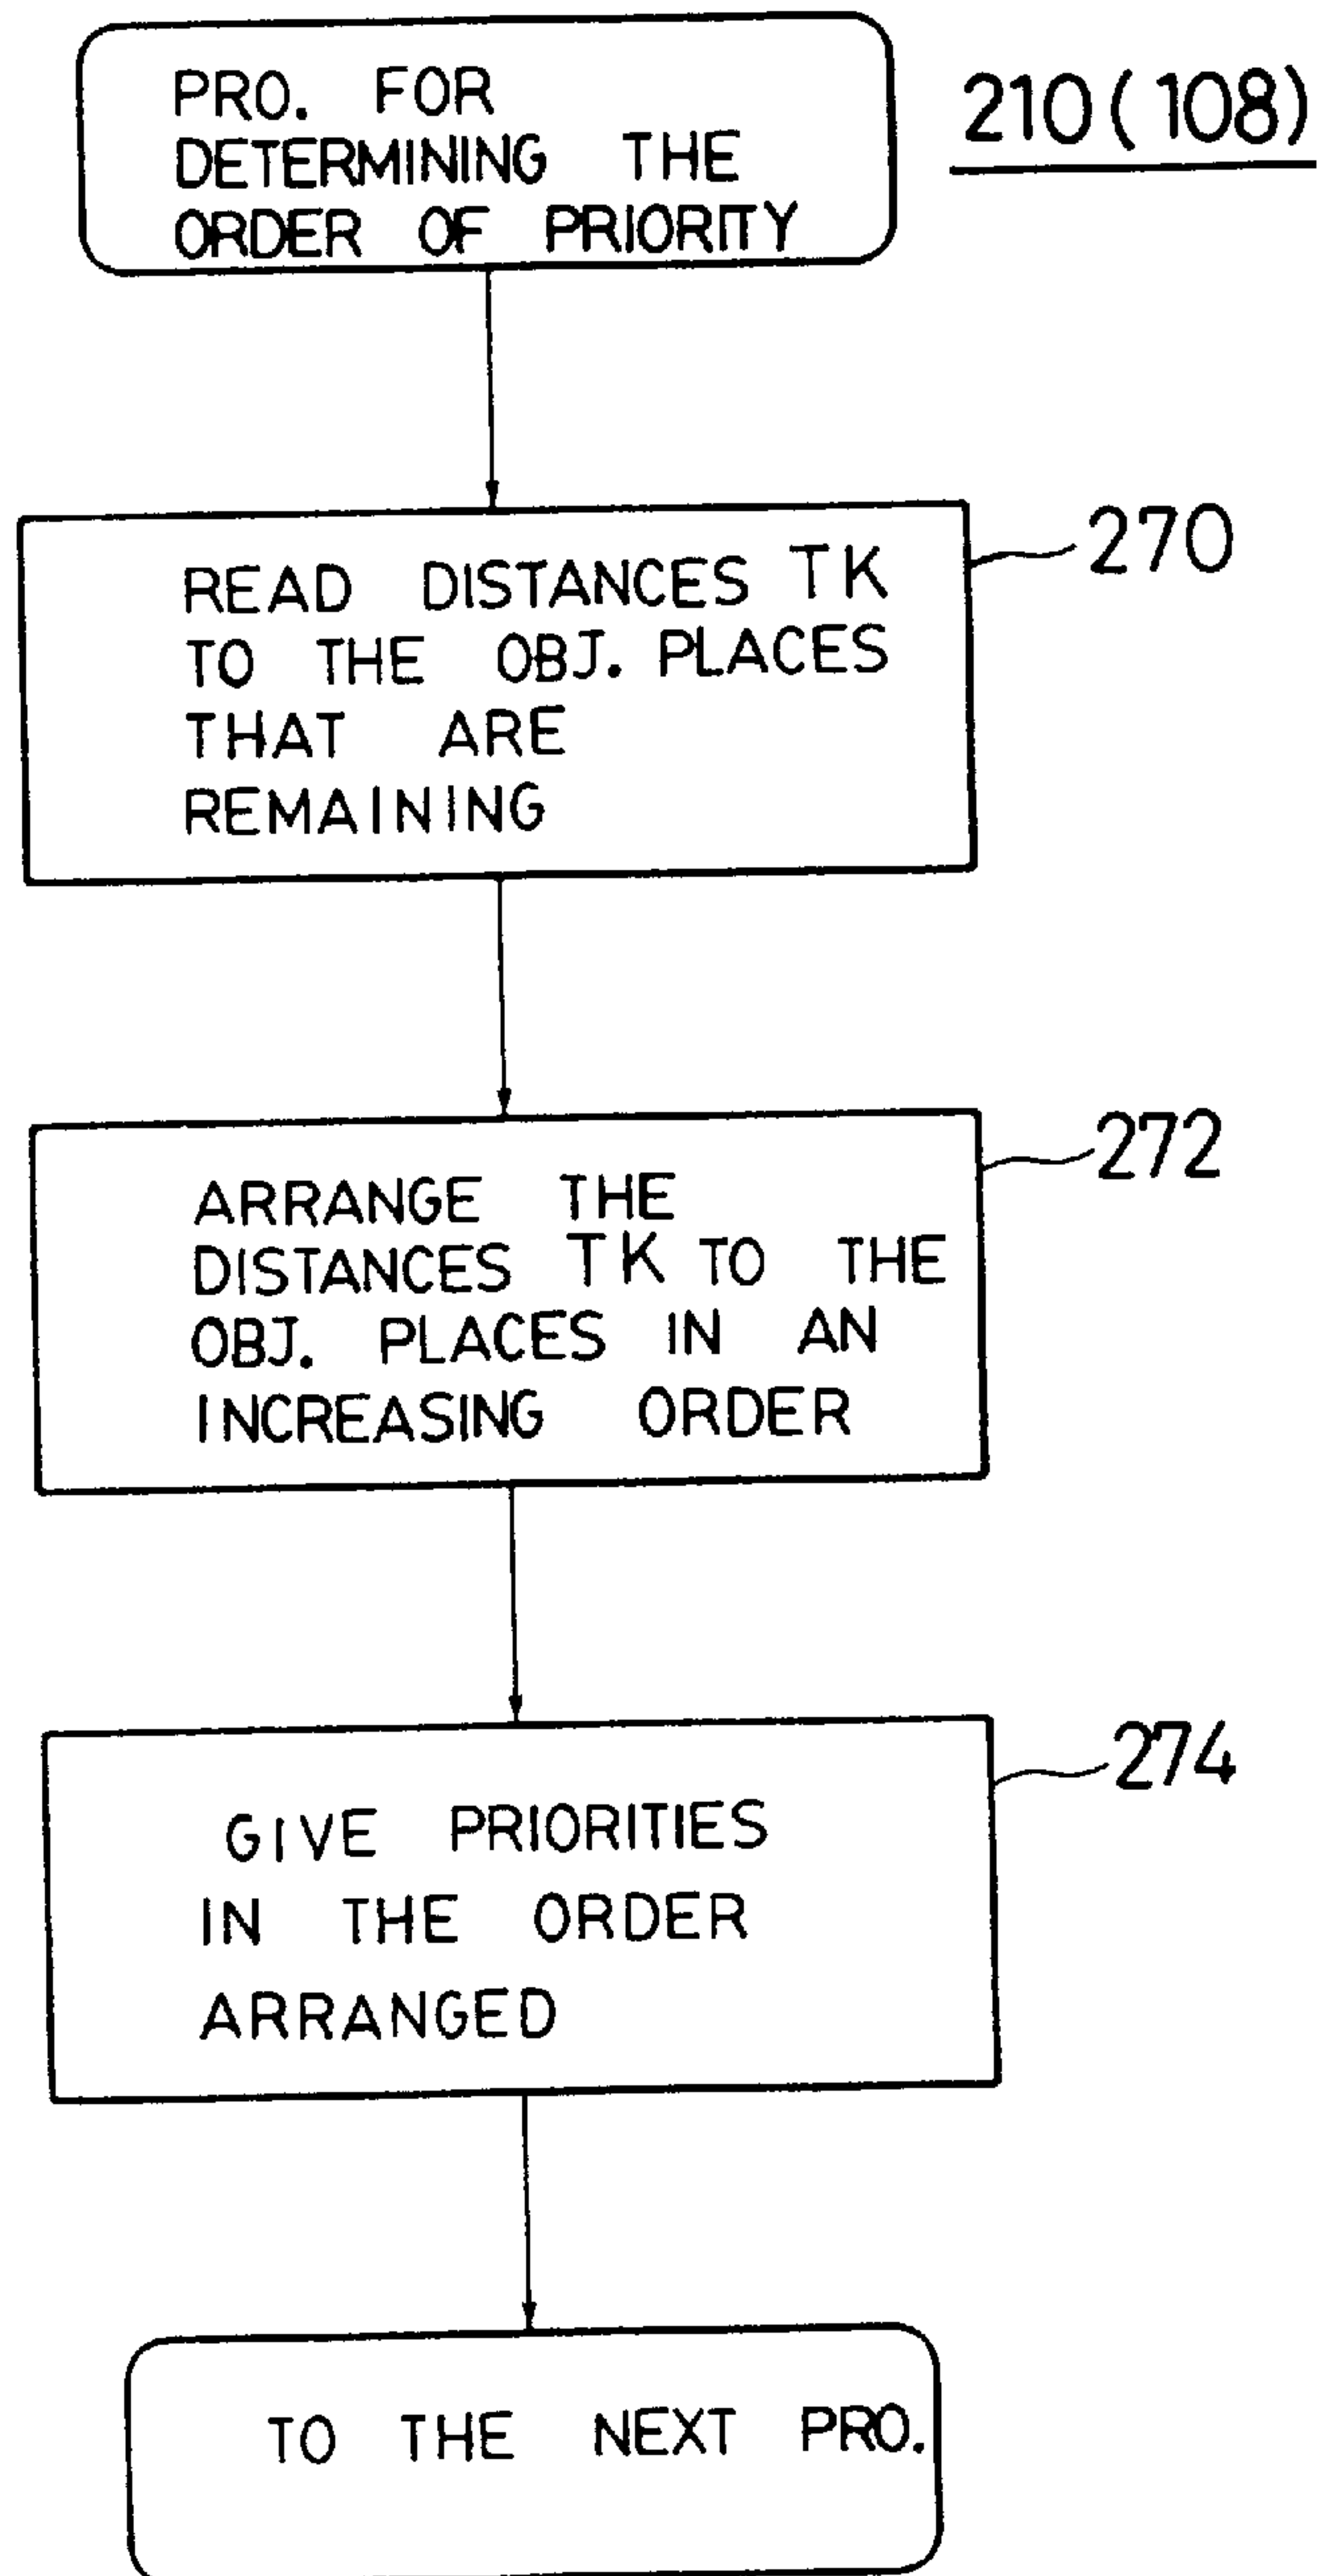 PRO. FOR
DETERMINING THE
ORDER OF PRIORITY
210 (108)
READ DISTANCES TK
TO THE OBJ. PLACES
THAT ARE
REMAINING
270
ARRANGE THE
DISTANCES TK TO THE
OBJ. PLACES IN AN
INCREASING ORDER
272
GIVE PRIORITIES
IN THE ORDER
ARRANGED
274
TO THE NEXT PRO.